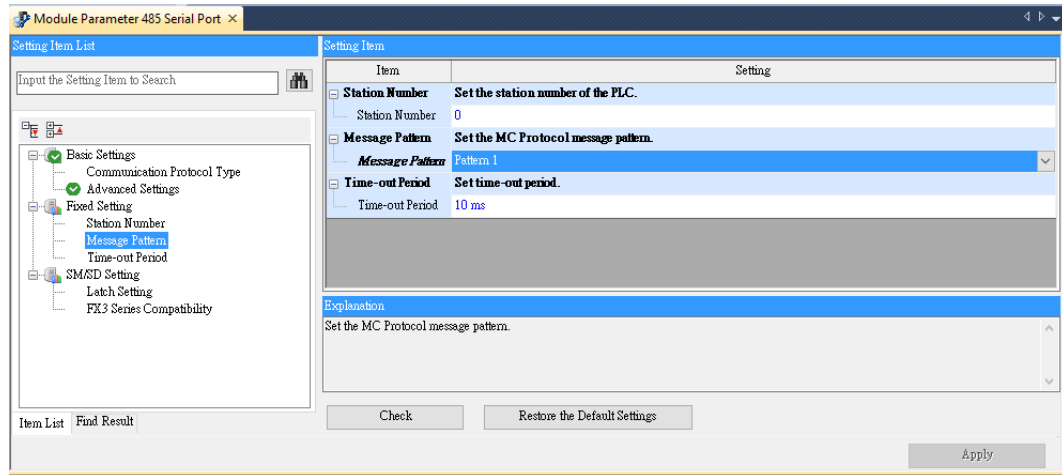 Module Parameter 485 Serial Port
Setting Item List
Input the Setting Item to Search
Basic Settings
Communication Protocol Type
Advanced Settings
Fixed Setting
Station Number
Message Pattern
Time-out Period
SM/SD Setting
Latch Setting
FX3 Series Compatibility
Item List Find Result
Setting Item
Item Setting
Station Number Set the station number of the PLC.
Station Number 0
Message Pattern Set the MC Protocol message pattern.
Message Pattern Pattern 1
Time-out Period Set time-out period.
Time-out Period 10 ms
Explanation
Set the MC Protocol message pattern.
Check Restore the Default Settings
Apply